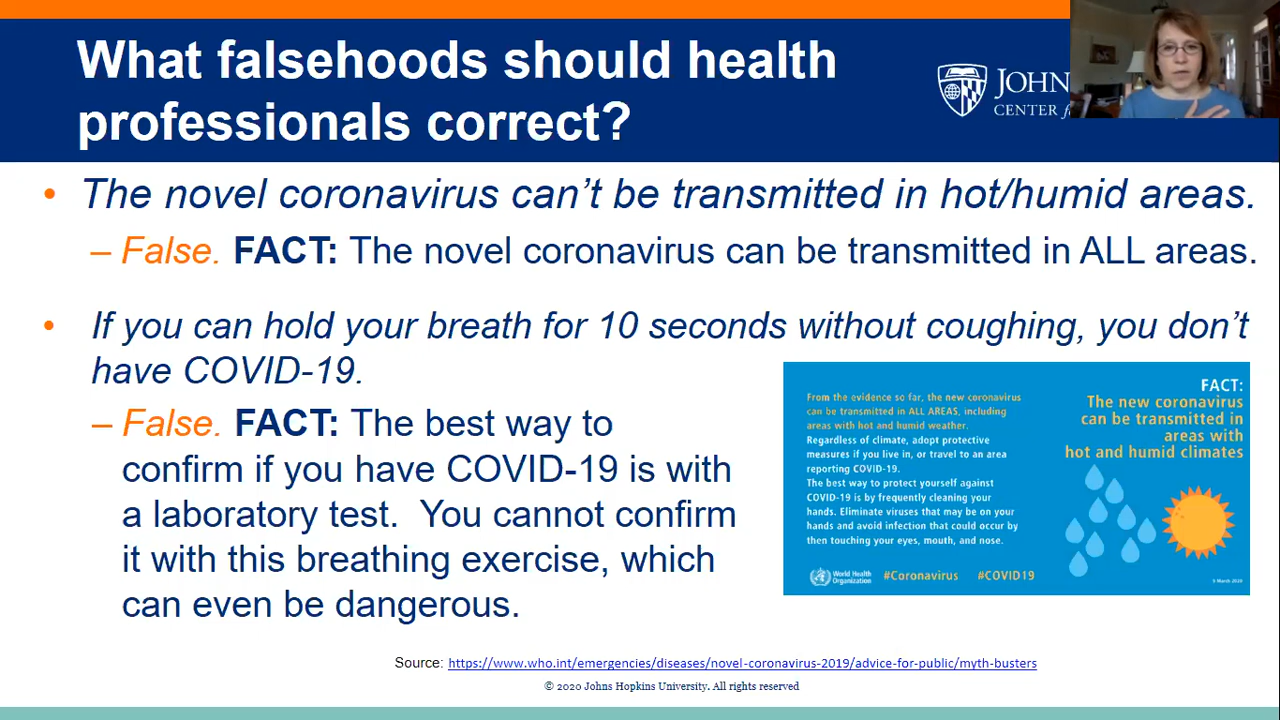 What falsehoods should health
professionals correct?
JOHN
CENTER f
• The novel coronavirus can't be transmitted in hot/humid areas.
– False. FACT: The novel coronavirus can be transmitted in ALL areas.
• If you can hold your breath for 10 seconds without coughing, you don't
have COVID-19.
– False. FACT: The best way to
confirm if you have COVID-19 is with
a laboratory test. You cannot confirm
it with this breathing exercise, which
can even be dangerous.
From the evidence so far, the new coronavirus
can be transmitted in ALL AREAS, including
areas with hot and humid weather.
Regardless of climate, adopt protective
measures if you live in, or travel to an area
reporting COVID-19.
The best way to protect yourself against
COVID-19 is by frequently cleaning your
hands. Eliminate viruses that may be on your
hands and avoid infection that could occur by
then touching your eyes, mouth, and nose.
World Health
Organization
#Coronavirus #COVID19
FACT:
The new coronavirus
can be transmitted in
areas with
hot and humid climates
9 March 2020
Source: https://www.who.int/emergencies/diseases/novel-coronavirus-2019/advice-for-public/myth-busters
© 2020 Johns Hopkins University. All rights reserved